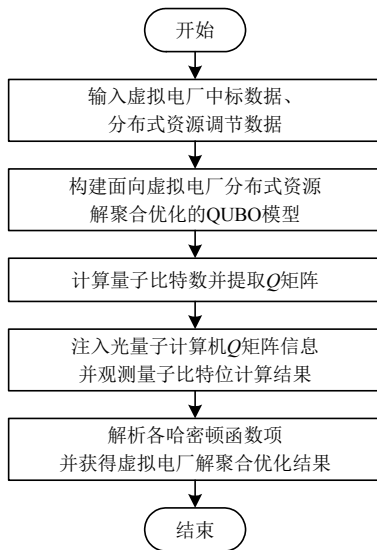 开始
输入虚拟电厂中标数据、
分布式资源调节数据
构建面向虚拟电厂分布式资源
解聚合优化的QUBO模型
计算量子比特数并提取Q矩阵
注入光量子计算机Q矩阵信息
并观测量子比特位计算结果
解析各哈密顿函数项
并获得虚拟电厂解聚合优化结果
结束